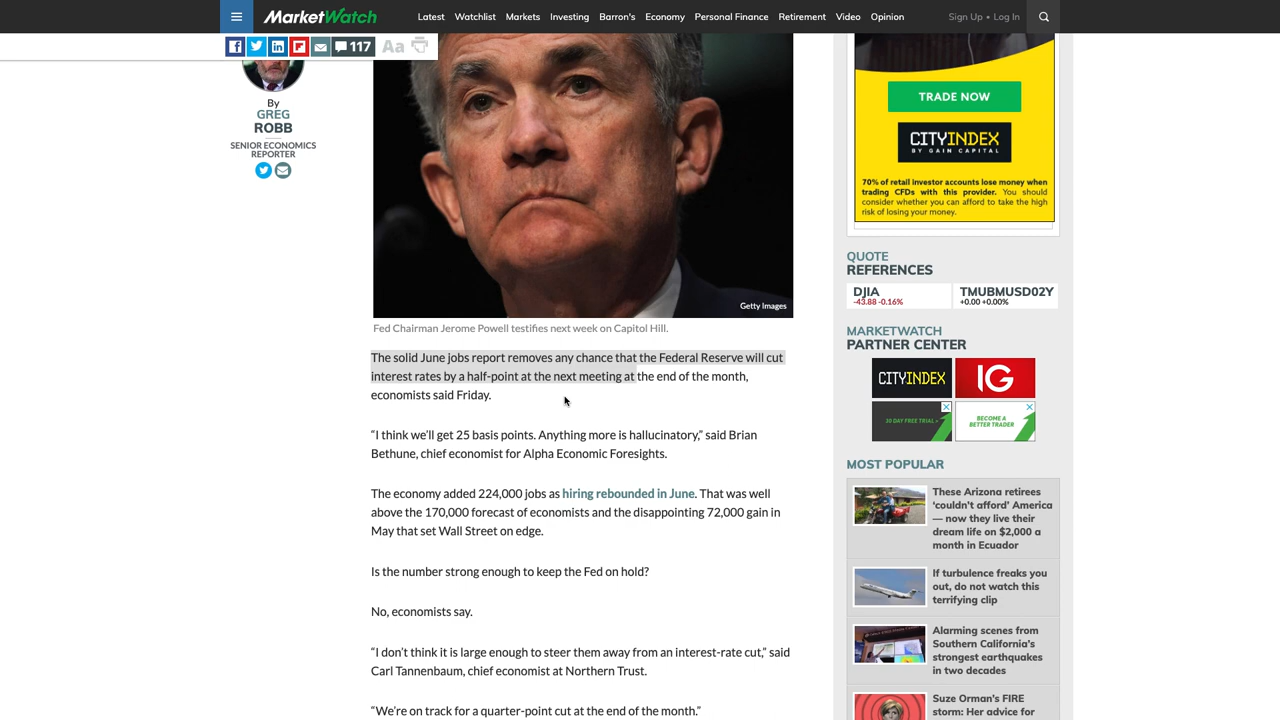 MarketWatch
Latest Watchlist Markets Investing Barron's Economy Personal Finance Retirement Video Opinion
Sign Up • Log In
117
Aa
By
GREG
ROBB
SENIOR ECONOMICS
REPORTER
Getty Images
Fed Chairman Jerome Powell testifies next week on Capitol Hill.
The solid June jobs report removes any chance that the Federal Reserve will cut
interest rates by a half-point at the next meeting at the end of the month,
economists said Friday.
“I think we’ll get 25 basis points. Anything more is hallucinatory,” said Brian
Bethune, chief economist for Alpha Economic Foresights.
The economy added 224,000 jobs as hiring rebounded in June. That was well
above the 170,000 forecast of economists and the disappointing 72,000 gain in
May that set Wall Street on edge.
Is the number strong enough to keep the Fed on hold?
No, economists say.
“I don’t think it is large enough to steer them away from an interest-rate cut,” said
Carl Tannenbaum, chief economist at Northern Trust.
“We’re on track for a quarter-point cut at the end of the month.”
TRADE NOW
CITYINDEX
BY GAIN CAPITAL
70% of retail investor accounts lose money when
trading CFDs with this provider. You should
consider whether you can afford to take the high
risk of losing your money.
QUOTE
REFERENCES
DJIA
-43.88 -0.16%
TMUBMUSD02Y
+0.00 +0.00%
MARKETWATCH
PARTNER CENTER
CITYINDEX
IG
10 DAY FREE TRIAL
BECOME A
BETTER TRADER
MOST POPULAR
These Arizona retirees
‘couldn’t afford’ America
— now they live their
dream life on $2,000 a
month in Ecuador
If turbulence freaks you
out, do not watch this
terrifying clip
Alarming scenes from
Southern California’s
strongest earthquakes
in two decades
Suze Orman’s FIRE
storm: Her advice for